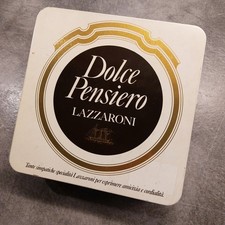 Dolce
Pensiero
LAZZARONI
Tante simpatiche specialità Lazzaroni per esprimere amicizia e cordialità.